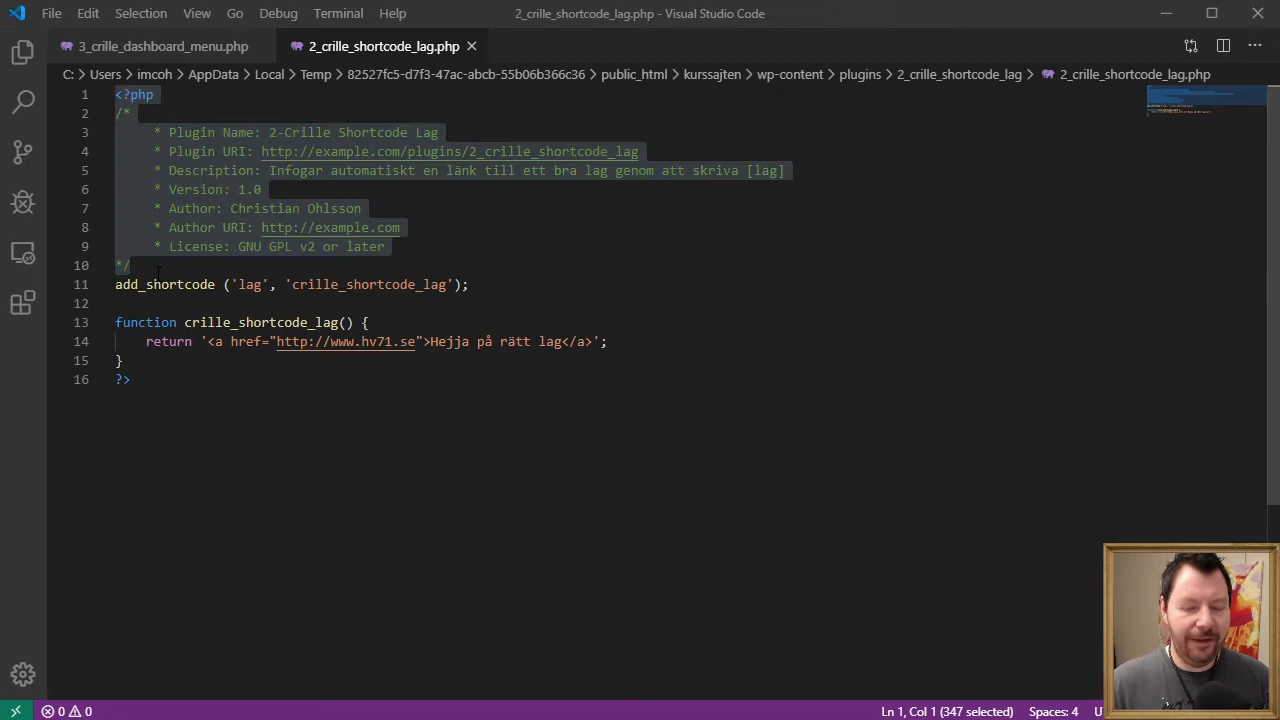 File Edit Selection View Go Debug Terminal Help
2_crille_shortcode_lag.php - Visual Studio Code
3_crille_dashboard_menu.php
2_crille_shortcode_lag.php
C: > Users > imcoh > AppData > Local > Temp > 82527fc5-d7f3-47ac-abcb-55b06b366c36 > public_html > kurssajten > wp-content > plugins > 2_crille_shortcode_lag > 2_crille_shortcode_lag.php
1 <?php
2 /*
3 * Plugin Name: 2-Crille Shortcode Lag
4 * Plugin URI: http://example.com/plugins/2_crille_shortcode_lag
5 * Description: Infogar automatiskt en länk till ett bra lag genom att skriva [lag]
6 * Version: 1.0
7 * Author: Christian Ohlsson
8 * Author URI: http://example.com
9 * License: GNU GPL v2 or later
10 */
11 add_shortcode ('lag', 'crille_shortcode_lag');
12
13 function crille_shortcode_lag() {
14 return '<a href="http://www.hv71.se">Hejja på rätt lag</a>';
15 }
16 ?>
0 0 Ln 1, Col 1 (347 selected) Spaces: 4